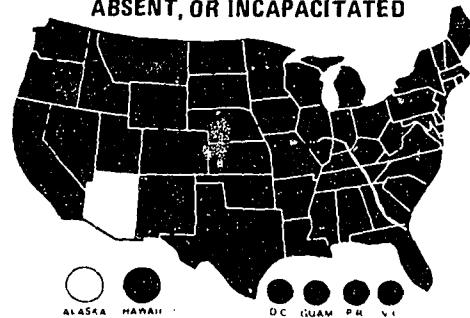 ABSENT, OR INCAPACITATED
ALASKA HAWAII D C GUAM P R V I